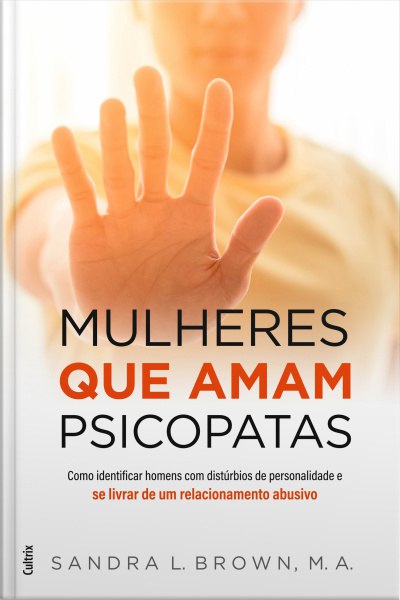 MULHERES
QUE AMAM
PSICOPATAS
Como identificar homens com distúrbios de personalidade e
se livrar de um relacionamento abusivo
Cultrix
SANDRA L. BROWN, M. A.